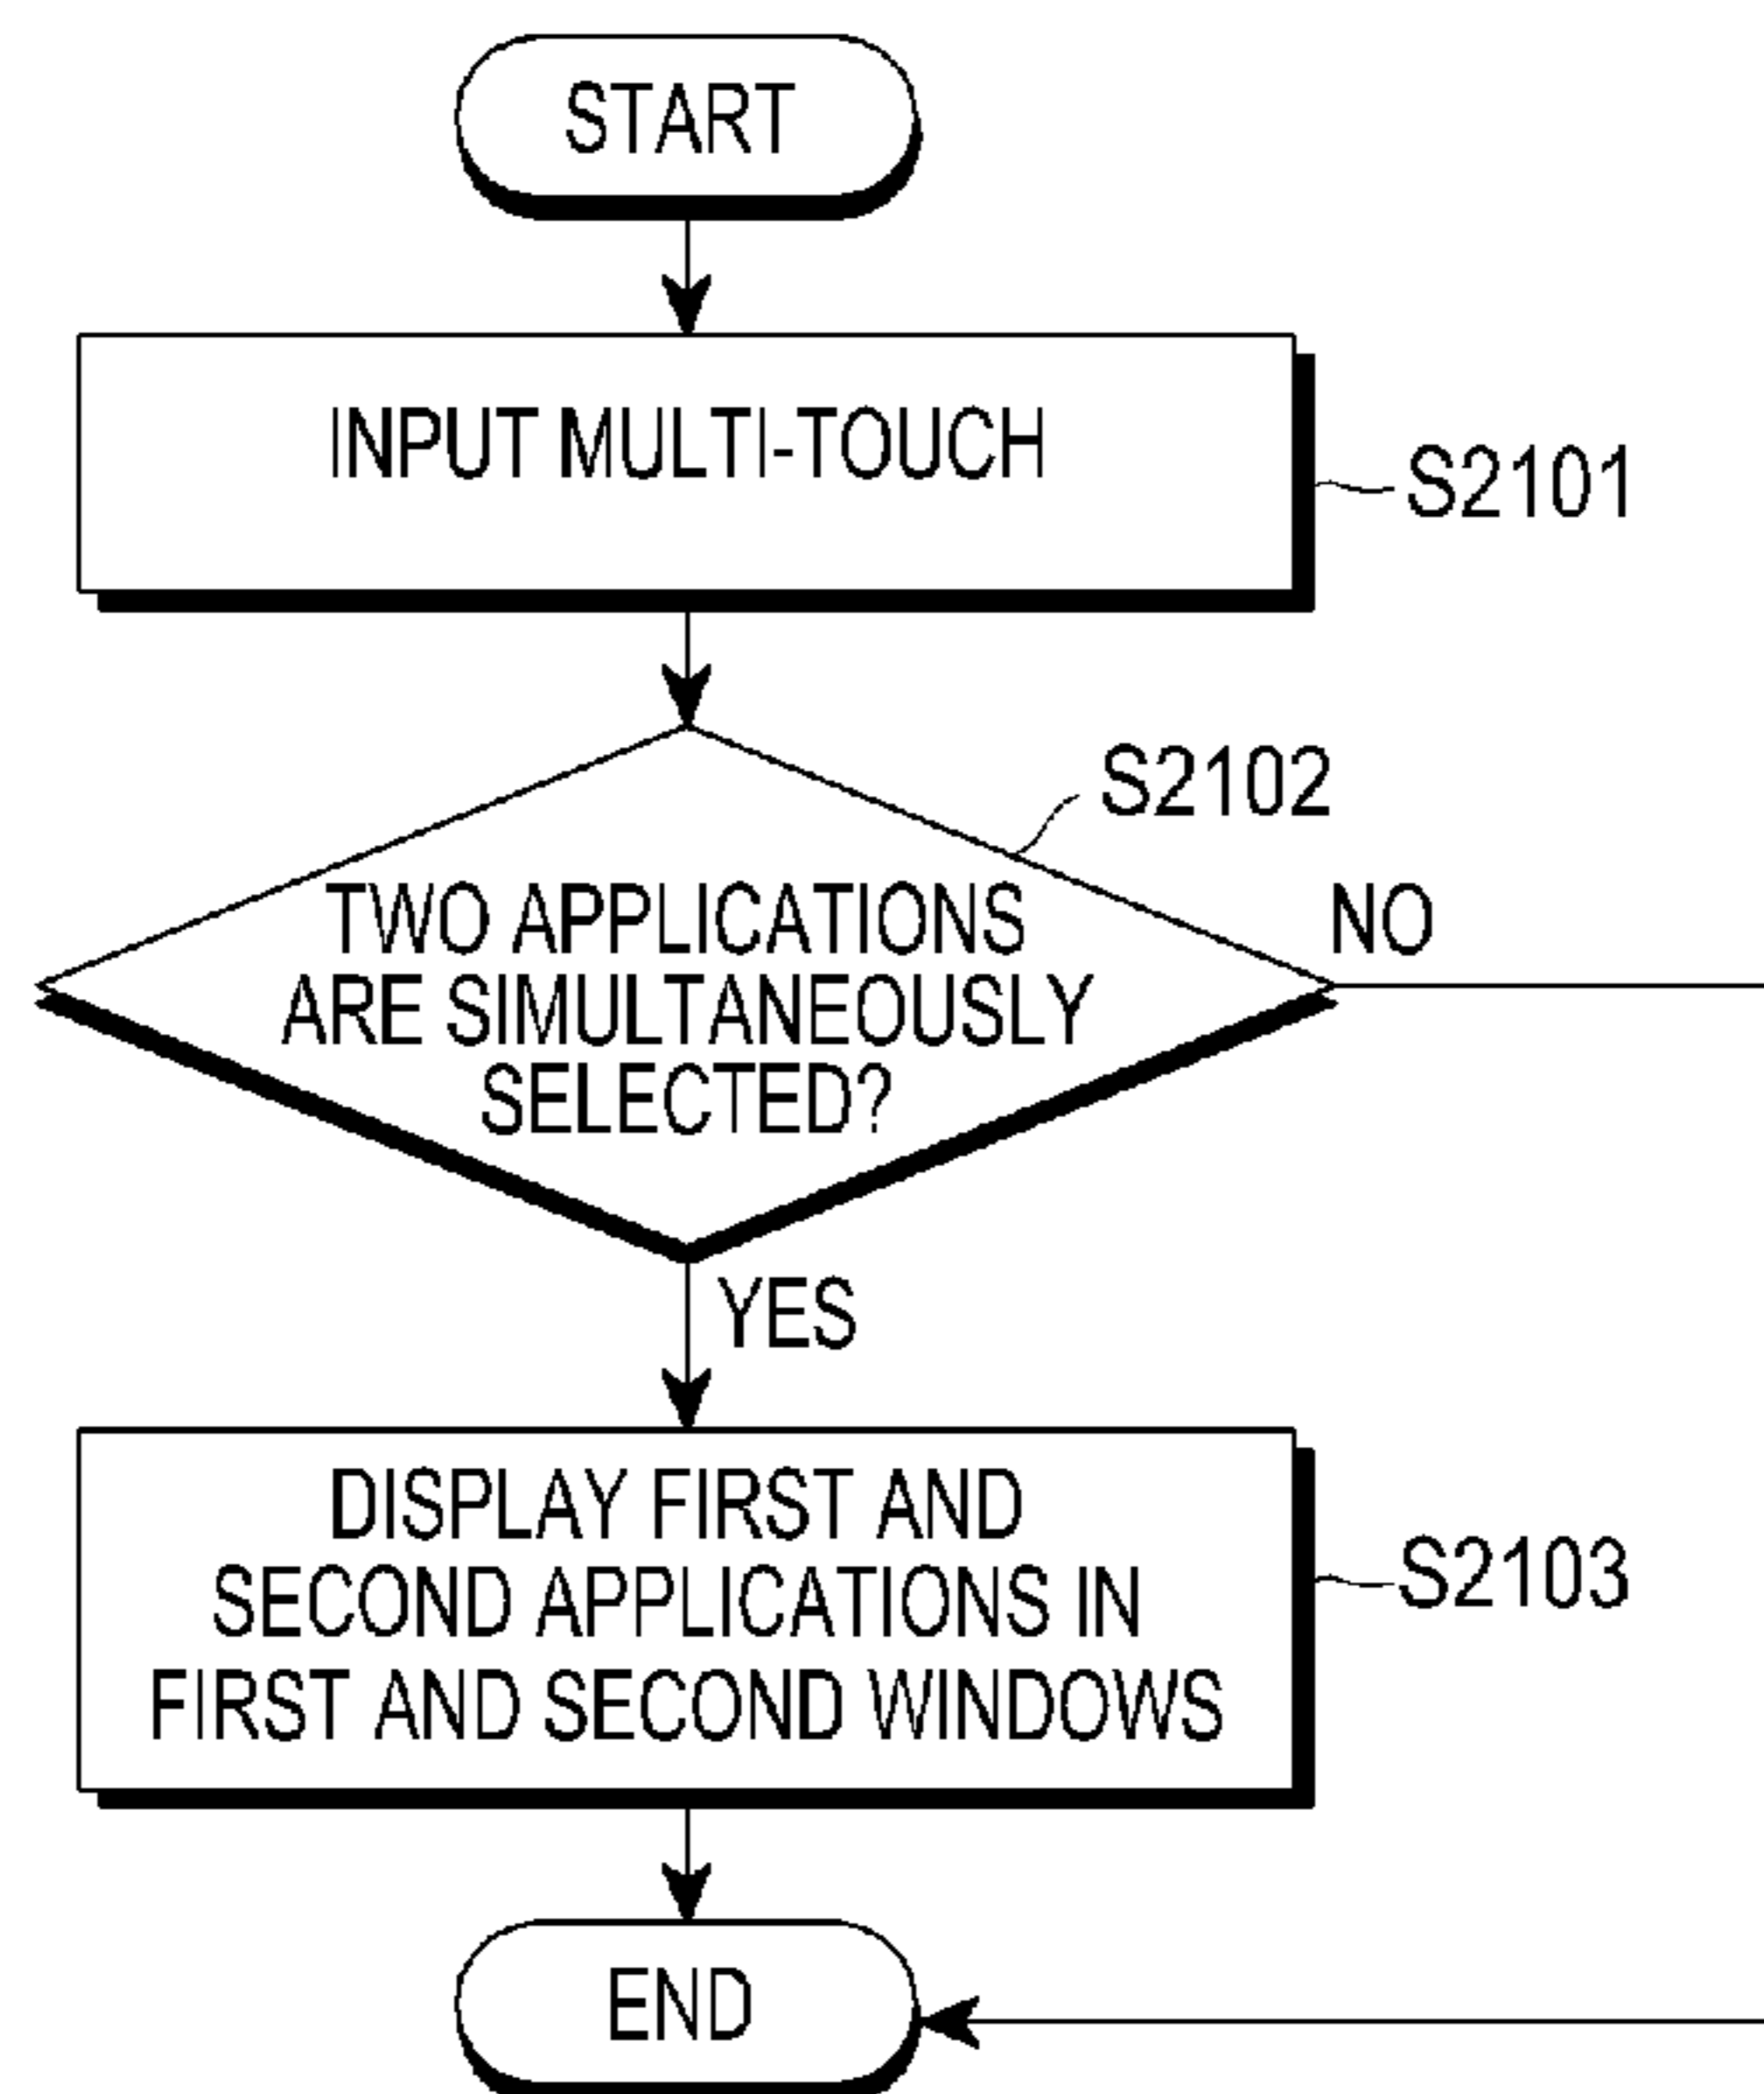 START
INPUT MULTI-TOUCH
S2101
S2102
TWO APPLICATIONS
ARE SIMULTANEOUSLY
SELECTED?
NO
YES
DISPLAY FIRST AND
SECOND APPLICATIONS IN
FIRST AND SECOND WINDOWS
S2103
END